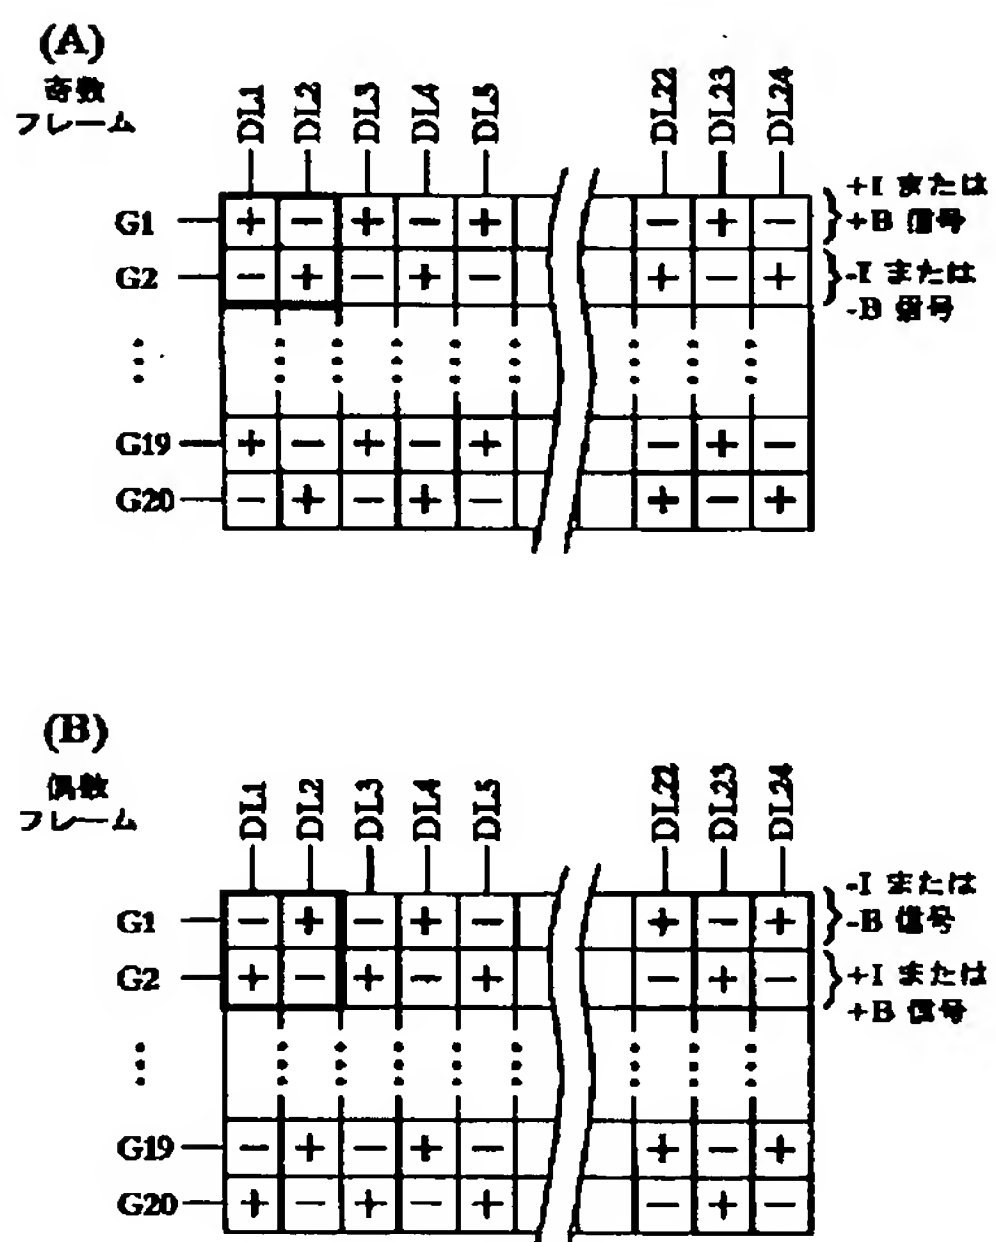 (A)
奇数
フレーム
DL1 DL2 DL3 DL4 DL5 DL22 DL23 DL24
G1 + − + − + − + −
+I または
+B 信号
G2 − + − + − + − +
-I または
-B 信号
G19 + − + − + − + −
G20 − + − + − + − +
(B)
偶数
フレーム
DL1 DL2 DL3 DL4 DL5 DL22 DL23 DL24
G1 − + − + − + − +
-I または
-B 信号
G2 + − + − + − + −
+I または
+B 信号
G19 − + − + − + − +
G20 + − + − + − + −